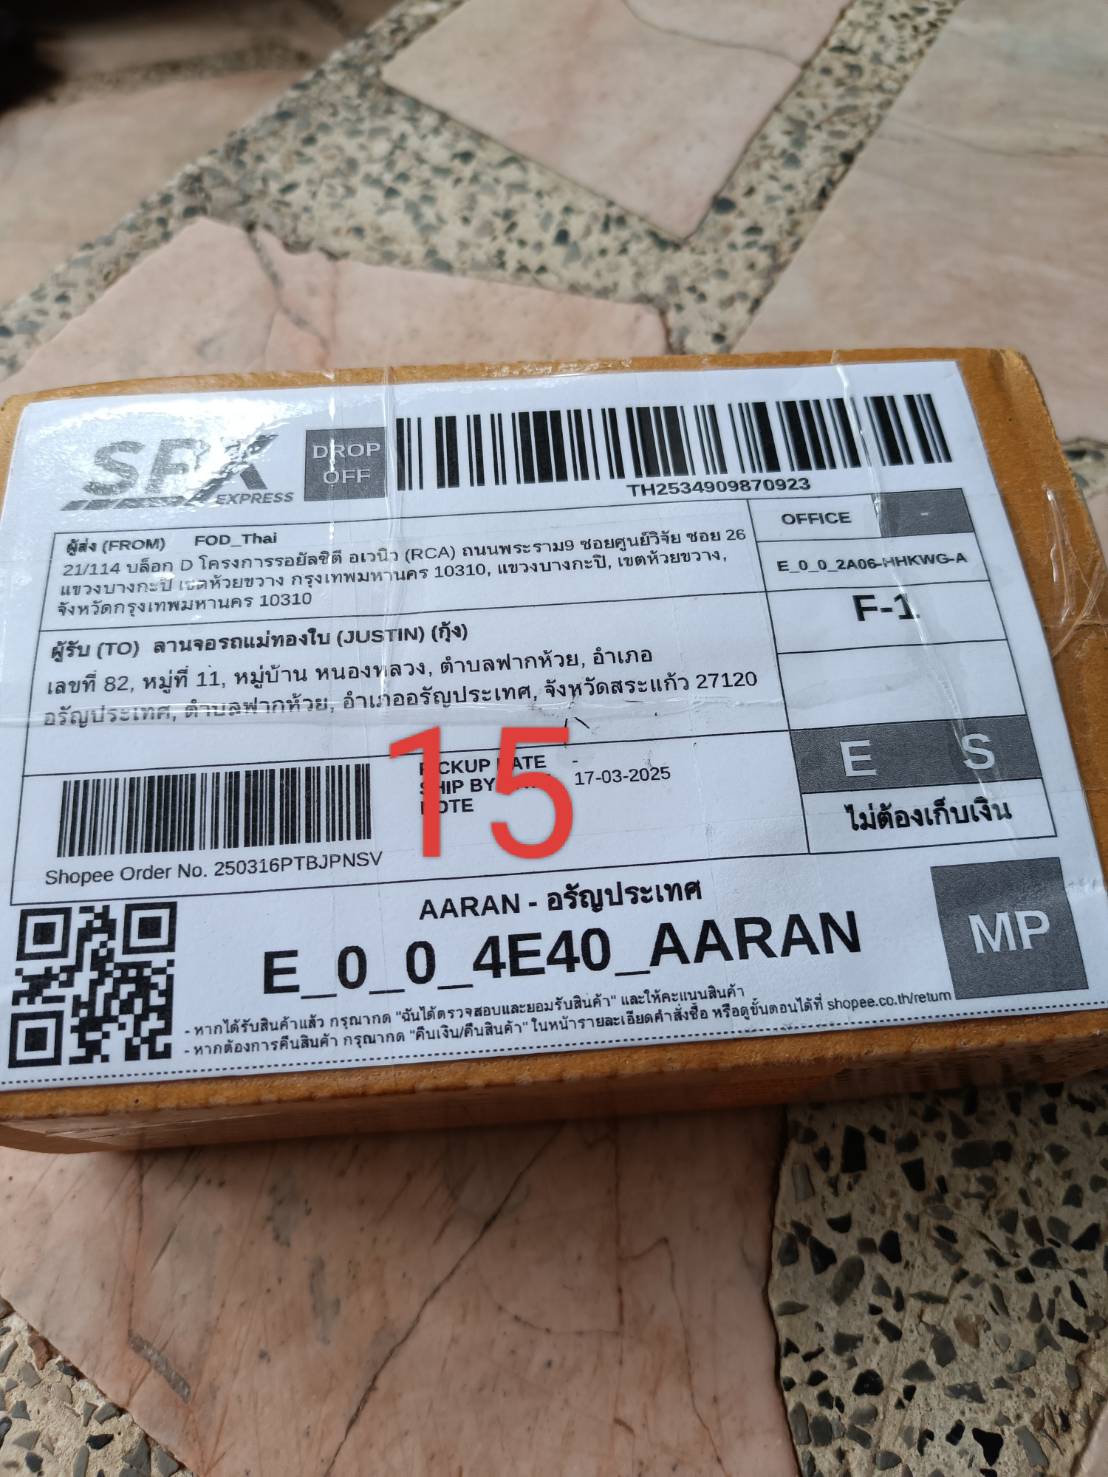 SPX EXPRESS
DROP OFF
TH2534909870923
ผู้ส่ง (FROM) FOD_Thai
21/114 บล็อก D โครงการรอยัลซิตี อเวนิว (RCA) ถนนพระราม9 ซอยศูนย์วิจัย ซอย 26
แขวงบางกะปิ เขตห้วยขวาง กรุงเทพมหานคร 10310, แขวงบางกะปิ, เขตห้วยขวาง,
จังหวัดกรุงเทพมหานคร 10310
OFFICE -
E_0_0_2A06-HHKWG-A
F-1
ผู้รับ (TO) ลานจอรถแม่ทองใบ (JUSTIN) (กุ้ง)
เลขที่ 82, หมู่ที่ 11, หมู่บ้าน หนองหลวง, ตำบลฟากห้วย, อำเภอ
อรัญประเทศ, ตำบลฟากห้วย, อำเภออรัญประเทศ, จังหวัดสระแก้ว 27120
15
PICKUP DATE -
SHIP BY 17-03-2025
NOTE
E S
ไม่ต้องเก็บเงิน
Shopee Order No. 250316PTBJPNSV
AARAN - อรัญประเทศ
E_0_0_4E40_AARAN
MP
- หากได้รับสินค้าแล้ว กรุณากด "ฉันได้ตรวจสอบและยอมรับสินค้า" และให้คะแนนสินค้า
- หากต้องการคืนสินค้า กรุณากด "คืนเงิน/คืนสินค้า" ในหน้ารายละเอียดคำสั่งซื้อ หรือดูขั้นตอนได้ที่ shopee.co.th/return